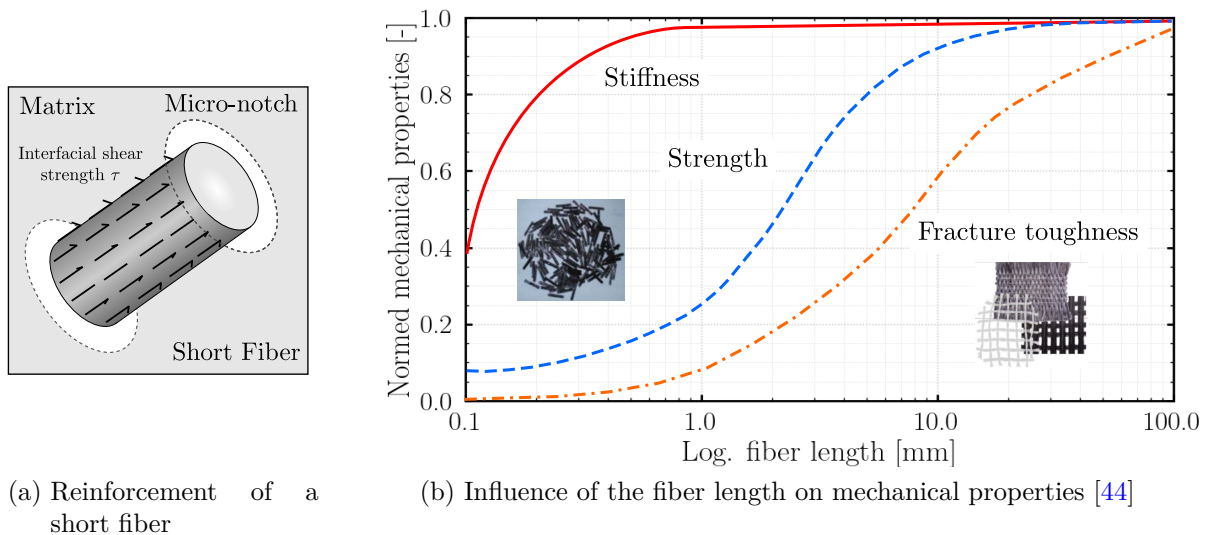 Matrix
Micro-notch
Interfacial shear
strength τ
Short Fiber
(a) Reinforcement of a
short fiber
Normed mechanical properties [-]
1.0
0.8
0.6
0.4
0.2
0.0
Stiffness
Strength
Fracture toughness
0.1
1.0
10.0
100.0
Log. fiber length [mm]
(b) Influence of the fiber length on mechanical properties [44]